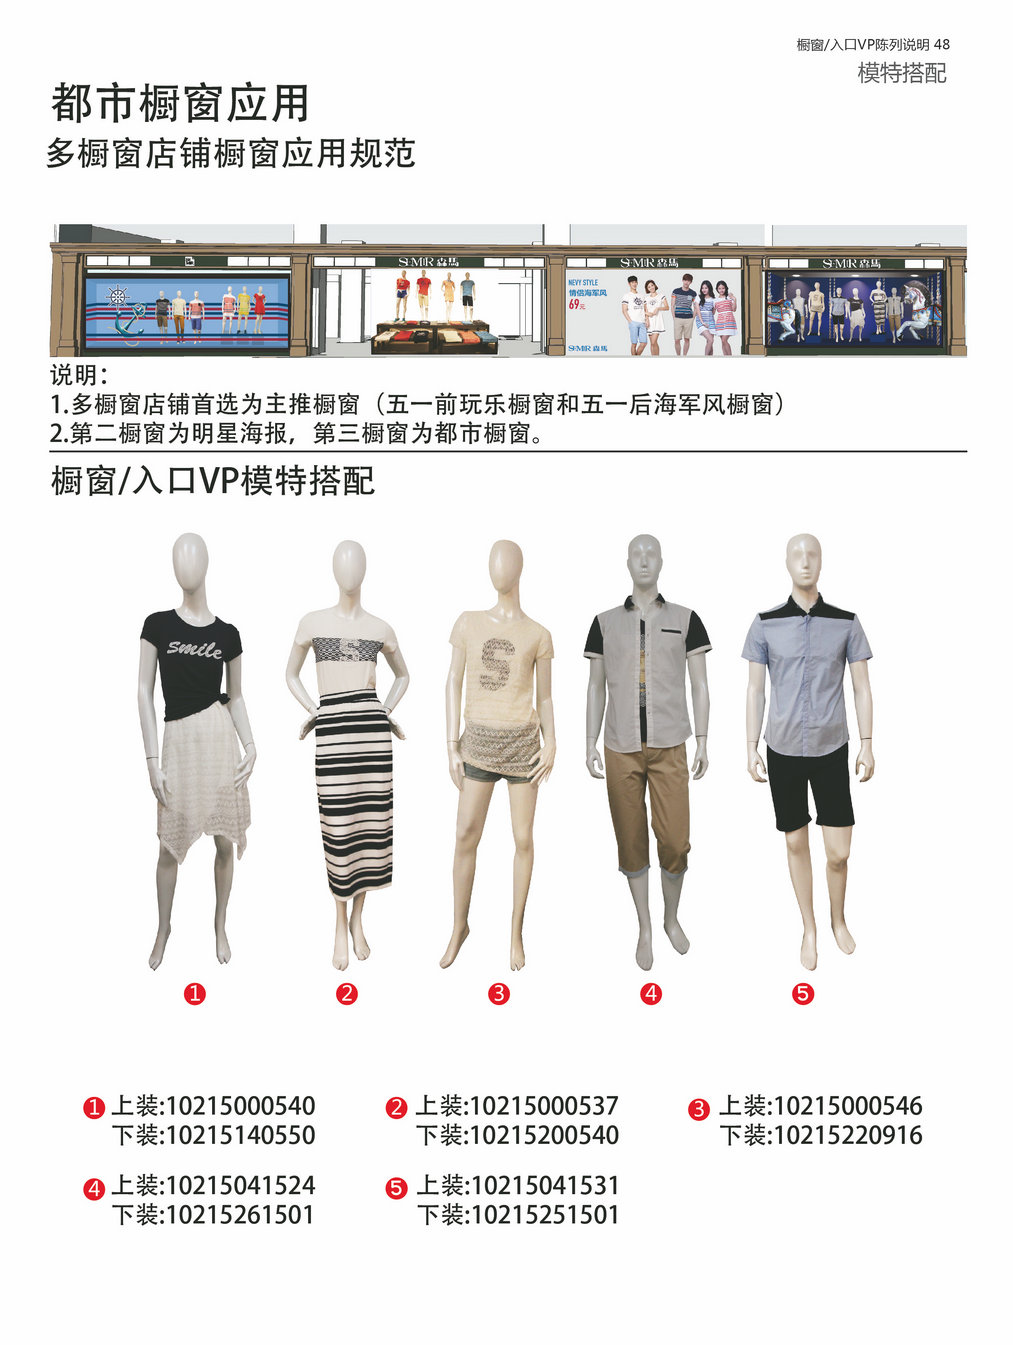 橱窗/入口VP陈列说明 48
模特搭配
都市橱窗应用
多橱窗店铺橱窗应用规范
S·M·R 森馬
S·M·R 森馬
S·M·R 森馬
NEVY STYLE
情侣海军风
69元
S·M·R 森馬
说明：
1.多橱窗店铺首选为主推橱窗（五一前玩乐橱窗和五一后海军风橱窗）
2.第二橱窗为明星海报，第三橱窗为都市橱窗。
橱窗/入口VP模特搭配
smile
S
S
1 2 3 4 5
1 上装:10215000540
下装:10215140550
2 上装:10215000537
下装:10215200540
3 上装:10215000546
下装:10215220916
4 上装:10215041524
下装:10215261501
5 上装:10215041531
下装:10215251501